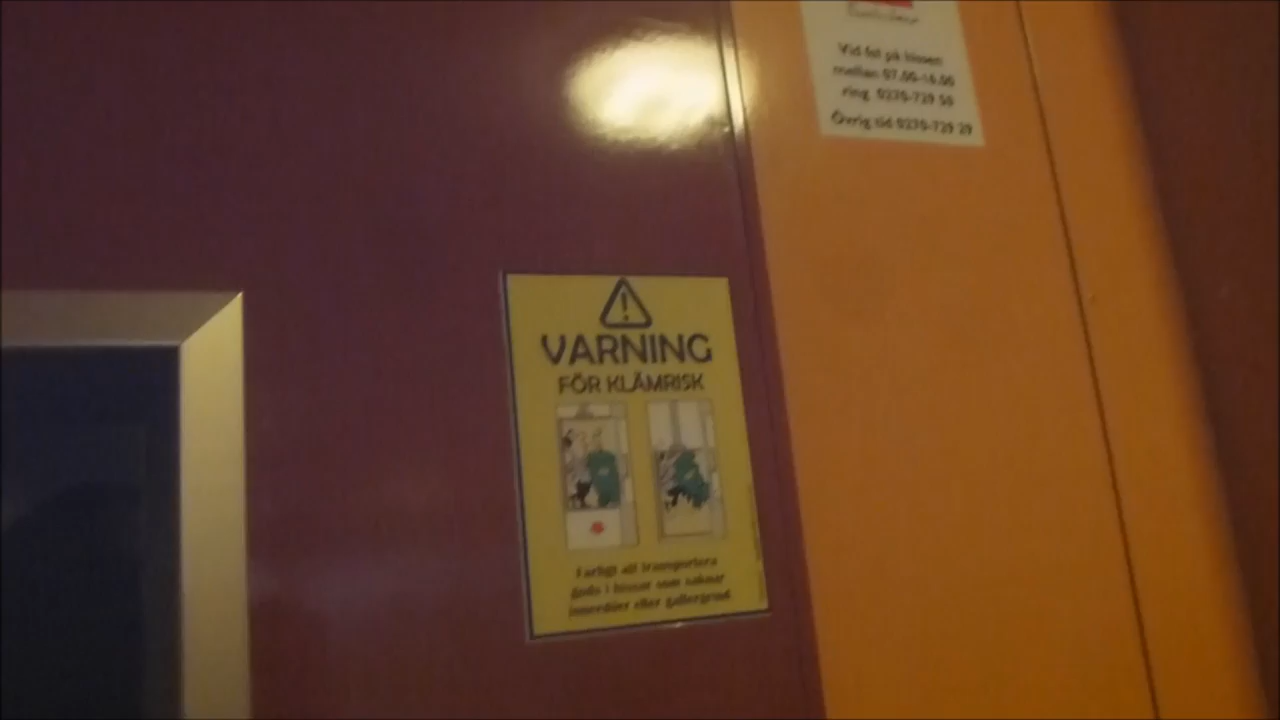 Vid fel på hissen
mellan 07.00-16.00
ring 0270-729 50
Övrig tid 0270-729 29
VARNING
FÖR KLÄMRISK
Farligt att transportera
gods i hissar som saknar
innerdörr eller gallergrind